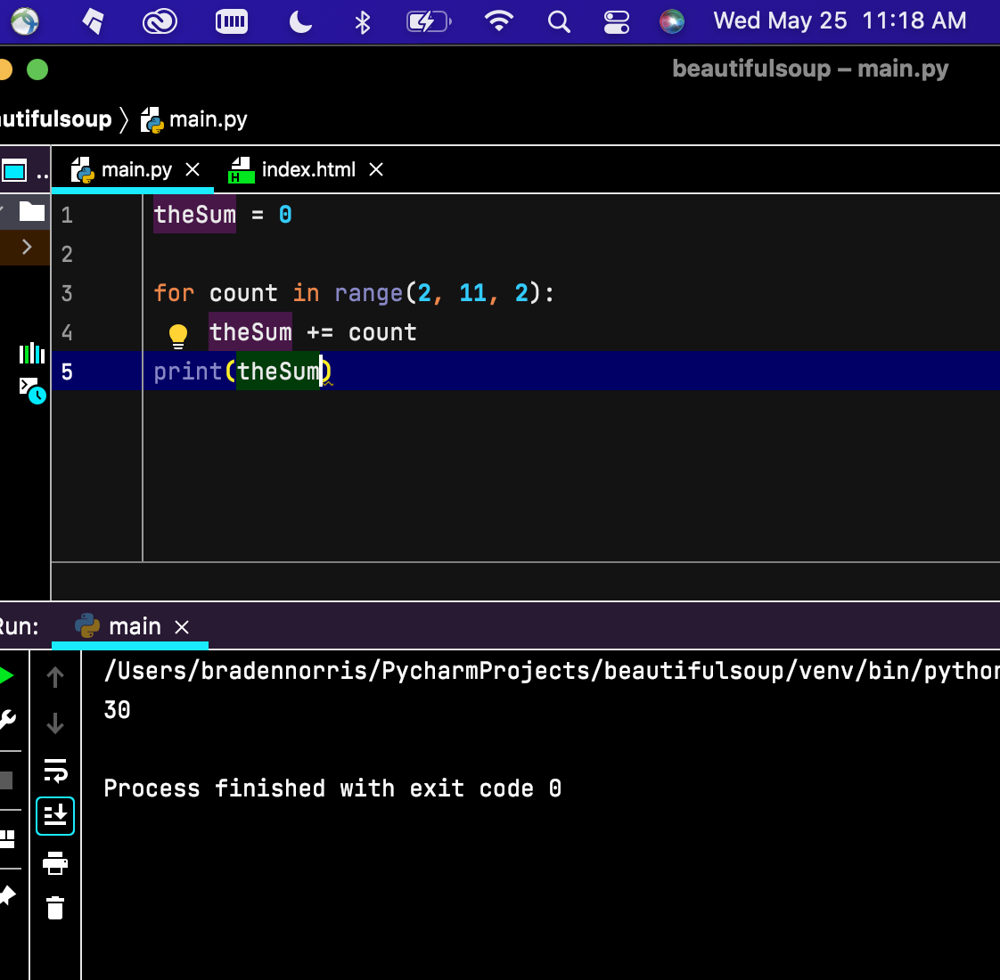 Wed May 25 11:18 AM
beautifulsoup – main.py
utifulsoup main.py
main.py index.html
1 theSum = 0
2
3 for count in range(2, 11, 2):
4 theSum += count
5 print(theSum)
Run: main
/Users/bradennorris/PycharmProjects/beautifulsoup/venv/bin/python
30
Process finished with exit code 0